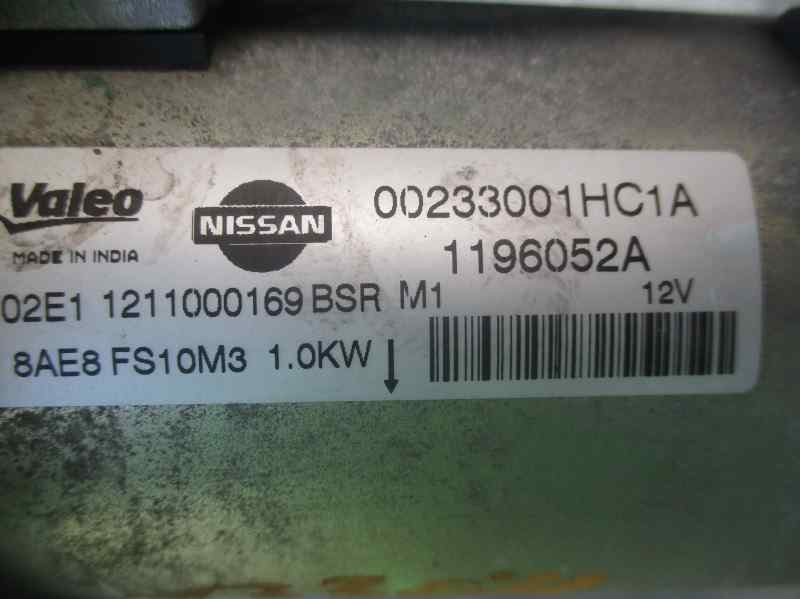 Valeo
MADE IN INDIA
NISSAN
00233001HC1A
1196052A
02E1 1211000169 BSR M1 12V
8AE8 FS10M3 1.0KW